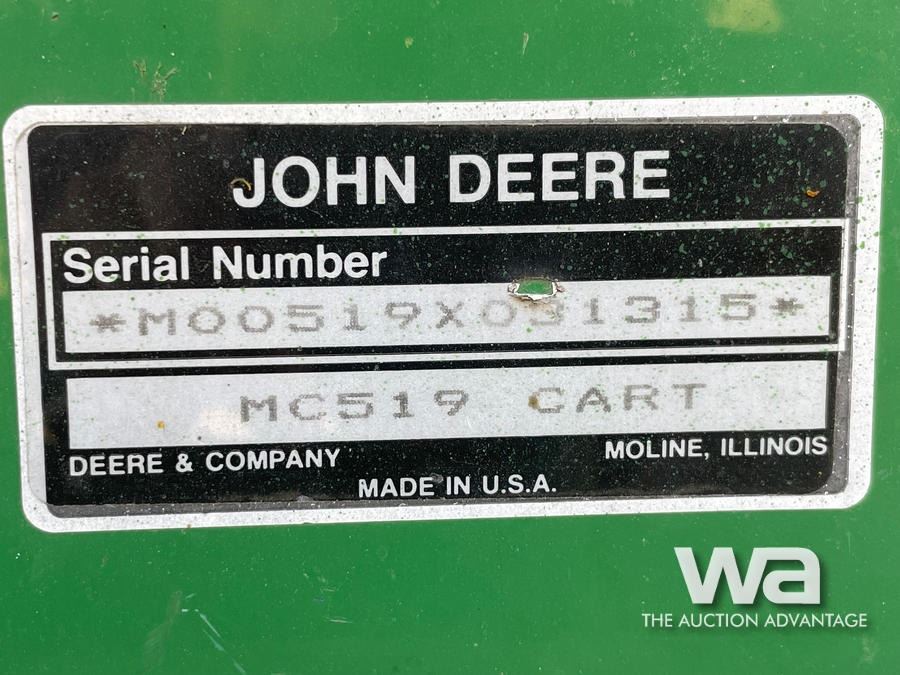 JOHN DEERE
Serial Number
*M00519X031315*
MC519 CART
DEERE & COMPANY
MOLINE, ILLINOIS
MADE IN U.S.A.
wa
THE AUCTION ADVANTAGE